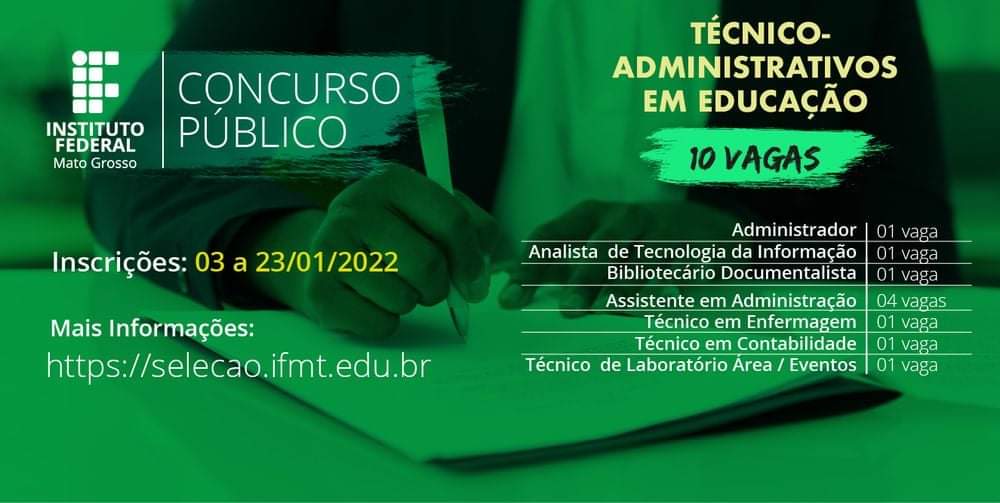 INSTITUTO
FEDERAL
Mato Grosso
CONCURSO
PÚBLICO
Inscrições: 03 a 23/01/2022
Mais Informações:
https://selecao.ifmt.edu.br
TÉCNICO-
ADMINISTRATIVOS
EM EDUCAÇÃO
10 VAGAS
Administrador 01 vaga
Analista de Tecnologia da Informação 01 vaga
Bibliotecário Documentalista 01 vaga
Assistente em Administração 04 vagas
Técnico em Enfermagem 01 vaga
Técnico em Contabilidade 01 vaga
Técnico de Laboratório Área / Eventos 01 vaga